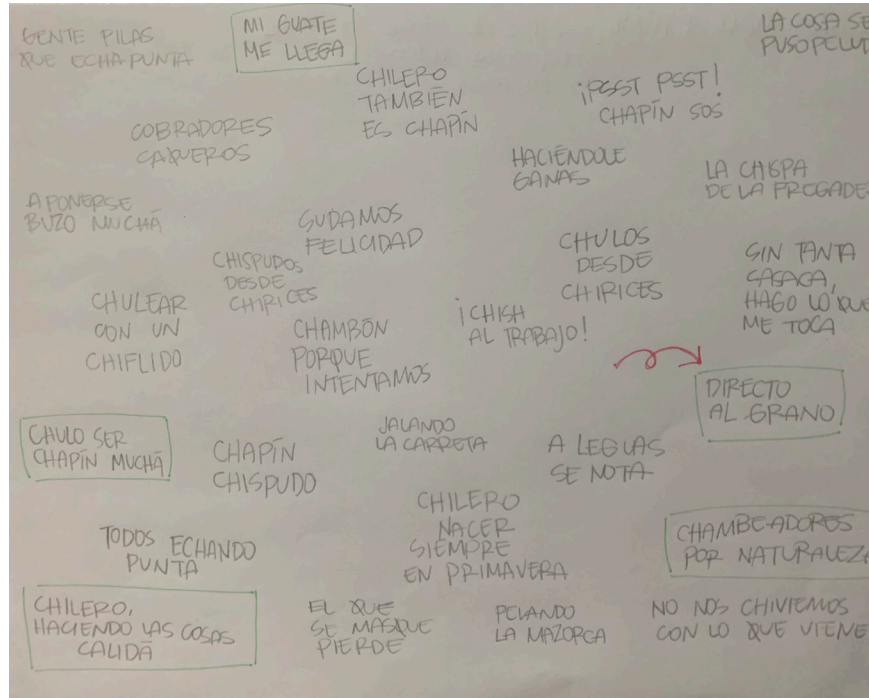 GENTE PILAS
QUE ECHA PUNTA
MI GUATE
ME LLEGA
LA COSA SE
PUSO PELUD
CHILERO
TAMBIÉN
ES CHAPÍN
¡PSST PSST!
CHAPÍN SOS
COBRADORES
CAQUEROS
HACIÉNDOLE
GANAS
LA CHISPA
DE LA FREGADE
A PONERSE
BUZO MUCHÁ
SUDAMOS
FELICIDAD
CHISPUDOS
DESDE
CHIRICES
CHULOS
DESDE
CHIRICES
SIN TANTA
CASACA,
HAGO LO QUE
ME TOCA
CHULEAR
CON UN
CHIFLIDO
CHAMBÓN
PORQUE
INTENTAMOS
¡CHISH
AL TRABAJO!
DIRECTO
AL GRANO
CHULO SER
CHAPÍN MUCHÁ
CHAPÍN
CHISPUDO
JALANDO
LA CARRETA
A LEGUAS
SE NOTA
CHILERO
NACER
SIEMPRE
EN PRIMAVERA
TODOS ECHANDO
PUNTA
CHAMBEADORES
POR NATURALEZA
CHILERO,
HACIENDO LAS COSAS
CALIDÁ
EL QUE
SE MASQUE
PIERDE
PELANDO
LA MAZORCA
NO NOS CHIVIEMOS
CON LO QUE VIENE